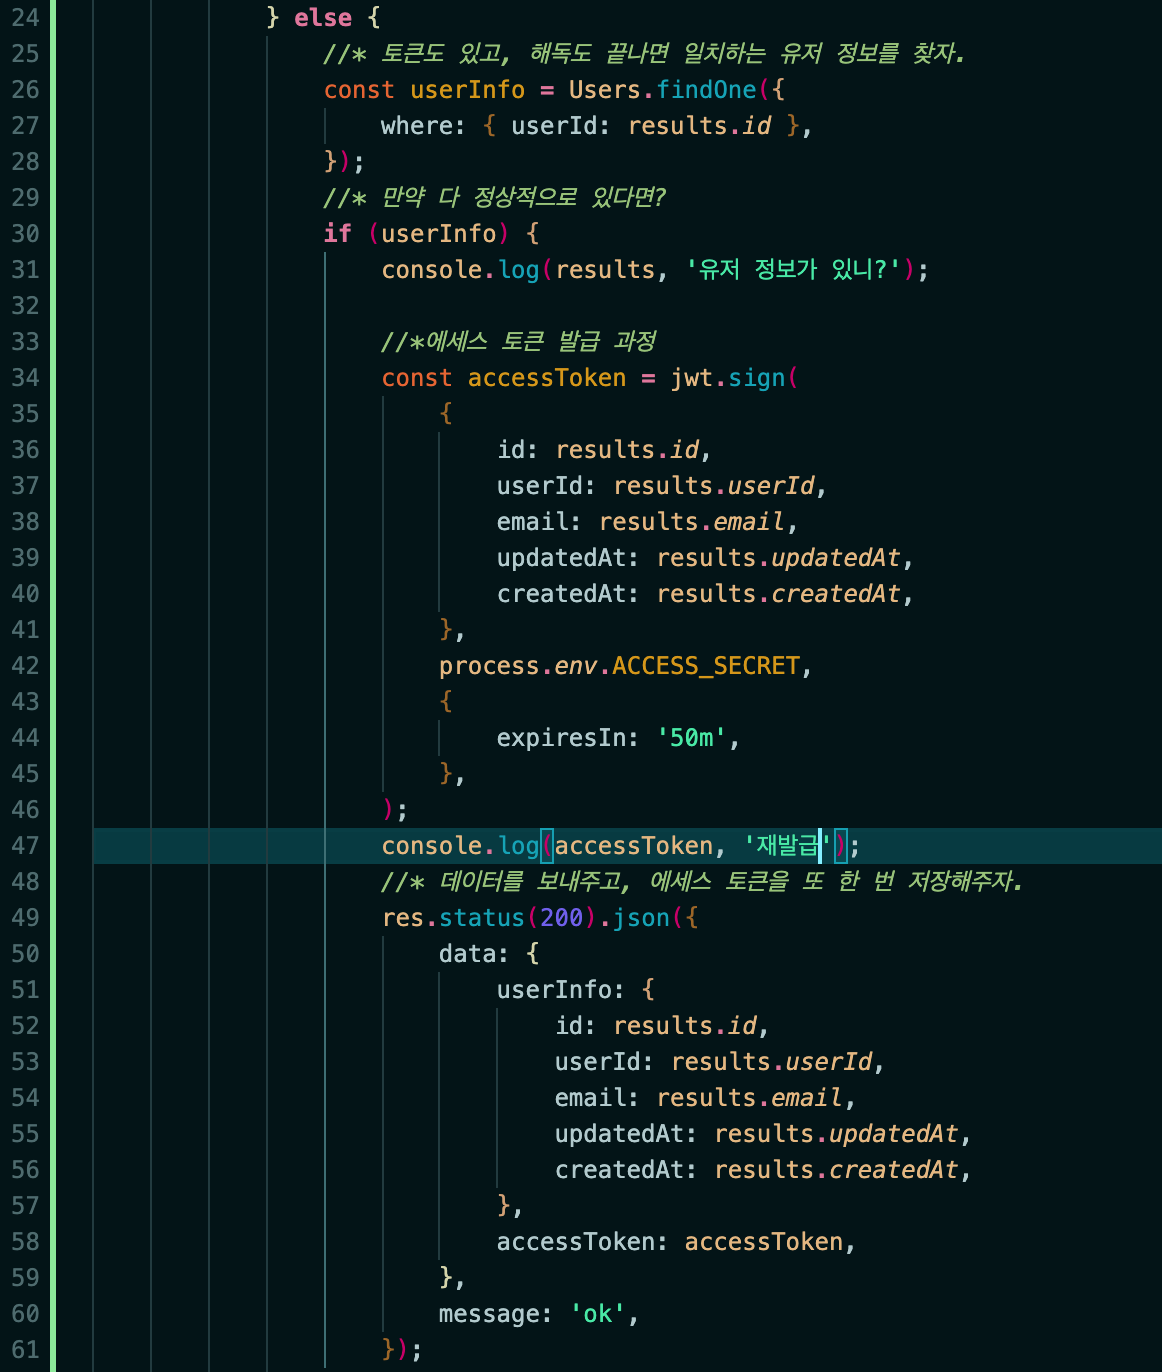 24 } else {
25 //* 토큰도 있고, 해독도 끝나면 일치하는 유저 정보를 찾자.
26 const userInfo = Users.findOne({
27 where: { userId: results.id },
28 });
29 //* 만약 다 정상적으로 있다면?
30 if (userInfo) {
31 console.log(results, '유저 정보가 있니?');
32
33 //*에세스 토큰 발급 과정
34 const accessToken = jwt.sign(
35 {
36 id: results.id,
37 userId: results.userId,
38 email: results.email,
39 updatedAt: results.updatedAt,
40 createdAt: results.createdAt,
41 },
42 process.env.ACCESS_SECRET,
43 {
44 expiresIn: '50m',
45 },
46 );
47 console.log(accessToken, '재발급');
48 //* 데이터를 보내주고, 에세스 토큰을 또 한 번 저장해주자.
49 res.status(200).json({
50 data: {
51 userInfo: {
52 id: results.id,
53 userId: results.userId,
54 email: results.email,
55 updatedAt: results.updatedAt,
56 createdAt: results.createdAt,
57 },
58 accessToken: accessToken,
59 },
60 message: 'ok',
61 });